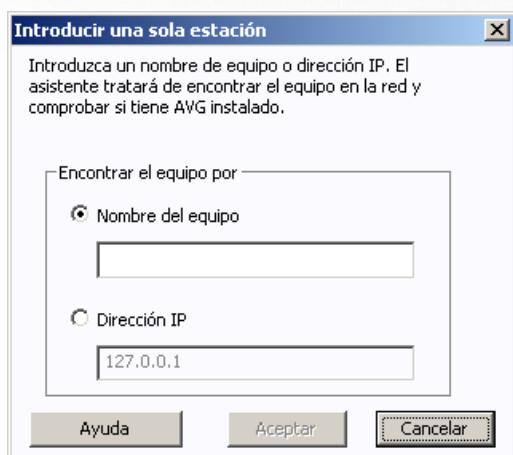 Introducir una sola estación
Introduzca un nombre de equipo o dirección IP. El
asistente tratará de encontrar el equipo en la red y
comprobar si tiene AVG instalado.
Encontrar el equipo por
Nombre del equipo
Dirección IP
127.0.0.1
Ayuda Aceptar Cancelar